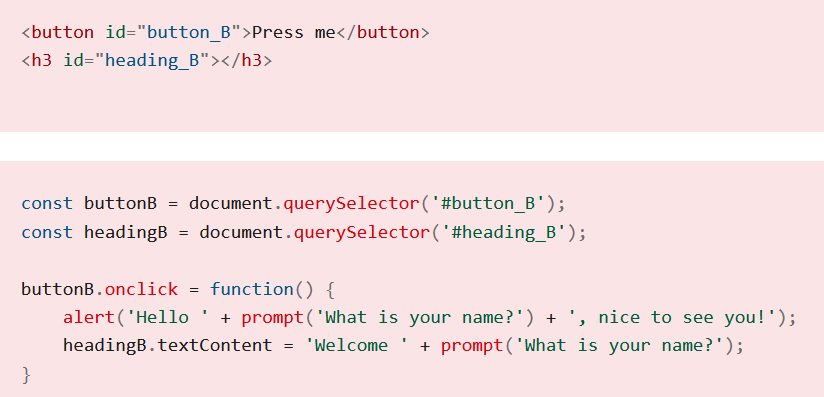 <button id="button_B">Press me</button>
<h3 id="heading_B"></h3>
const buttonB = document.querySelector('#button_B');
const headingB = document.querySelector('#heading_B');
buttonB.onclick = function() {
    alert('Hello ' + prompt('What is your name?') + ', nice to see you!');
    headingB.textContent = 'Welcome ' + prompt('What is your name?');
}